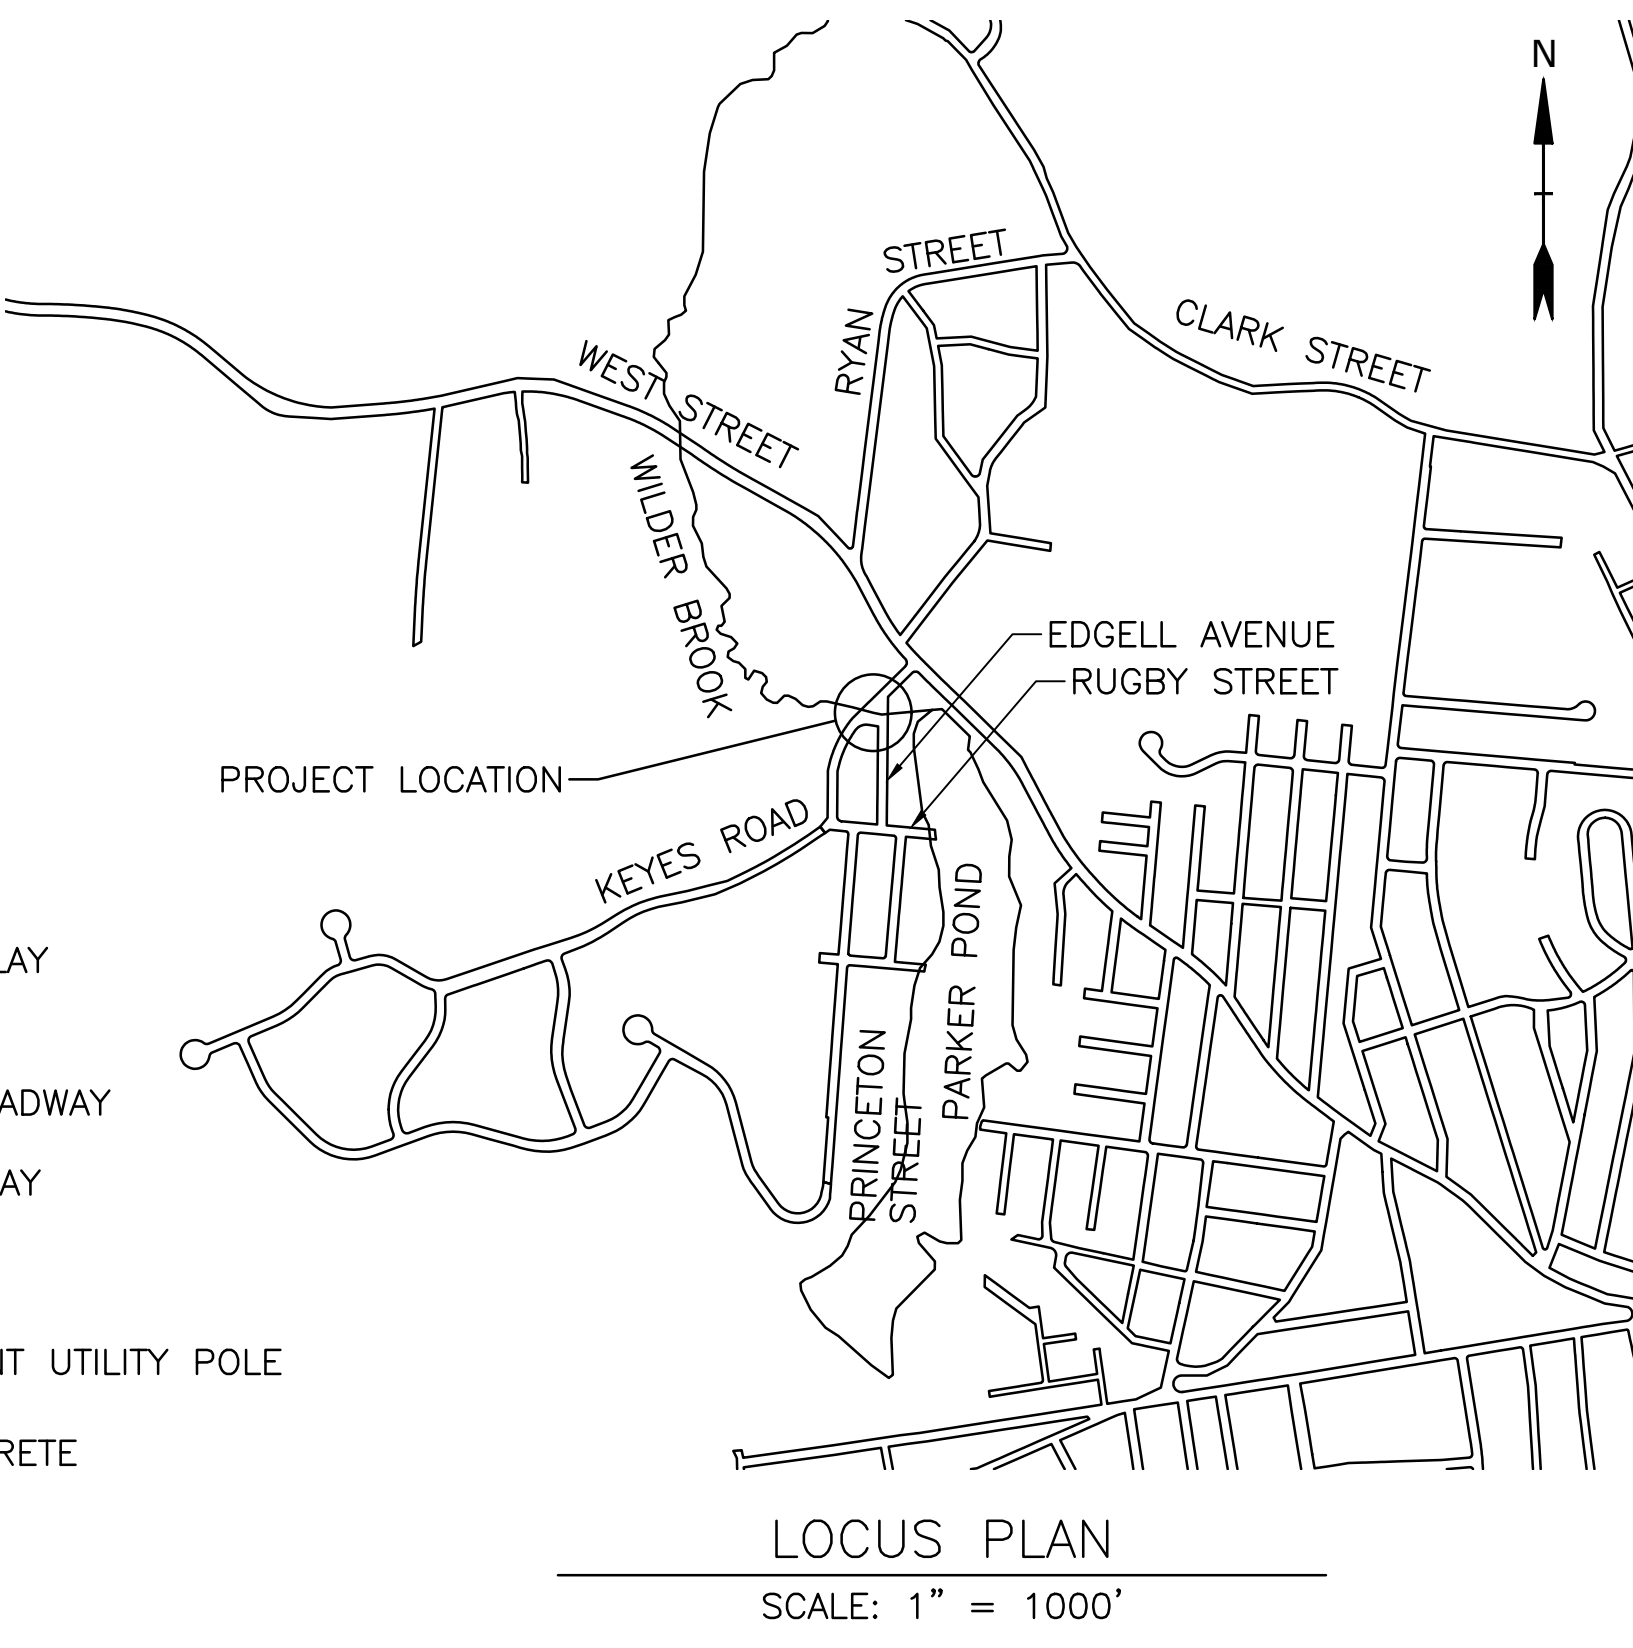 N
STREET
RYAN
CLARK STREET
WEST STREET
WILDER BROOK
EDGELL AVENUE
RUGBY STREET
PROJECT LOCATION
KEYES ROAD
PARKER POND
PRINCETON
STREET
LAY
ADWAY
AY
NT UTILITY POLE
RETE
LOCUS PLAN
SCALE: 1" = 1000'